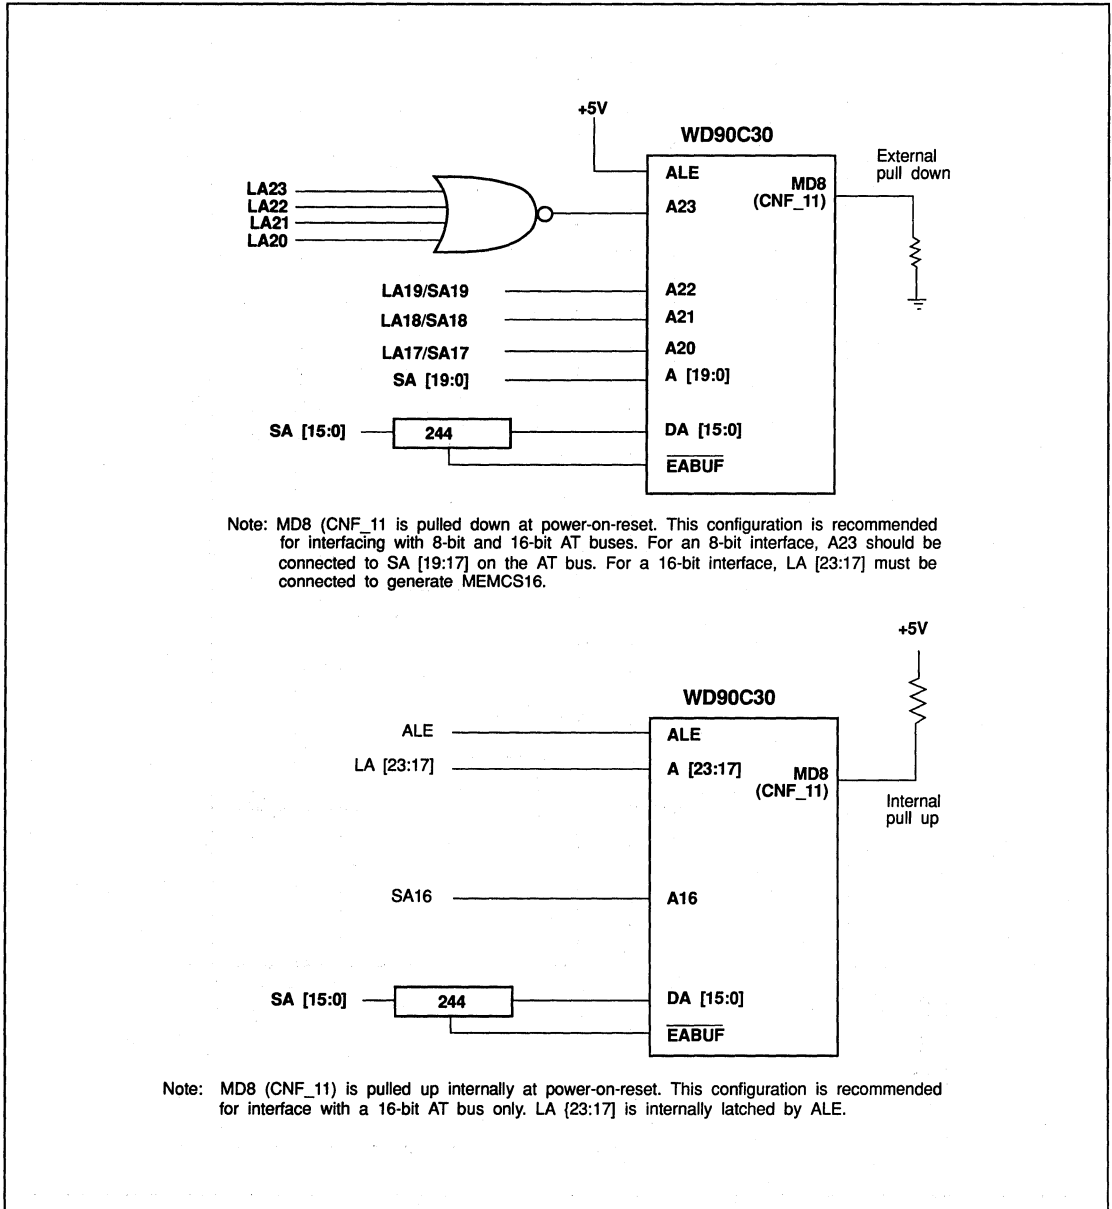 +5V
WD90C30
External
pull down
ALE
MD8
(CNF_11)
LA23
LA22
LA21
LA20
A23
LA19/SA19
A22
LA18/SA18
A21
LA17/SA17
A20
SA [19:0]
A [19:0]
SA [15:0]
244
DA [15:0]
EABUF
Note: MD8 (CNF_11 is pulled down at power-on-reset. This configuration is recommended
for interfacing with 8-bit and 16-bit AT buses. For an 8-bit interface, A23 should be
connected to SA [19:17] on the AT bus. For a 16-bit interface, LA [23:17] must be
connected to generate MEMCS16.
+5V
WD90C30
ALE
ALE
LA [23:17]
A [23:17]
MD8
(CNF_11)
Internal
pull up
SA16
A16
SA [15:0]
244
DA [15:0]
EABUF
Note: MD8 (CNF_11) is pulled up internally at power-on-reset. This configuration is recommended
for interface with a 16-bit AT bus only. LA {23:17] is internally latched by ALE.